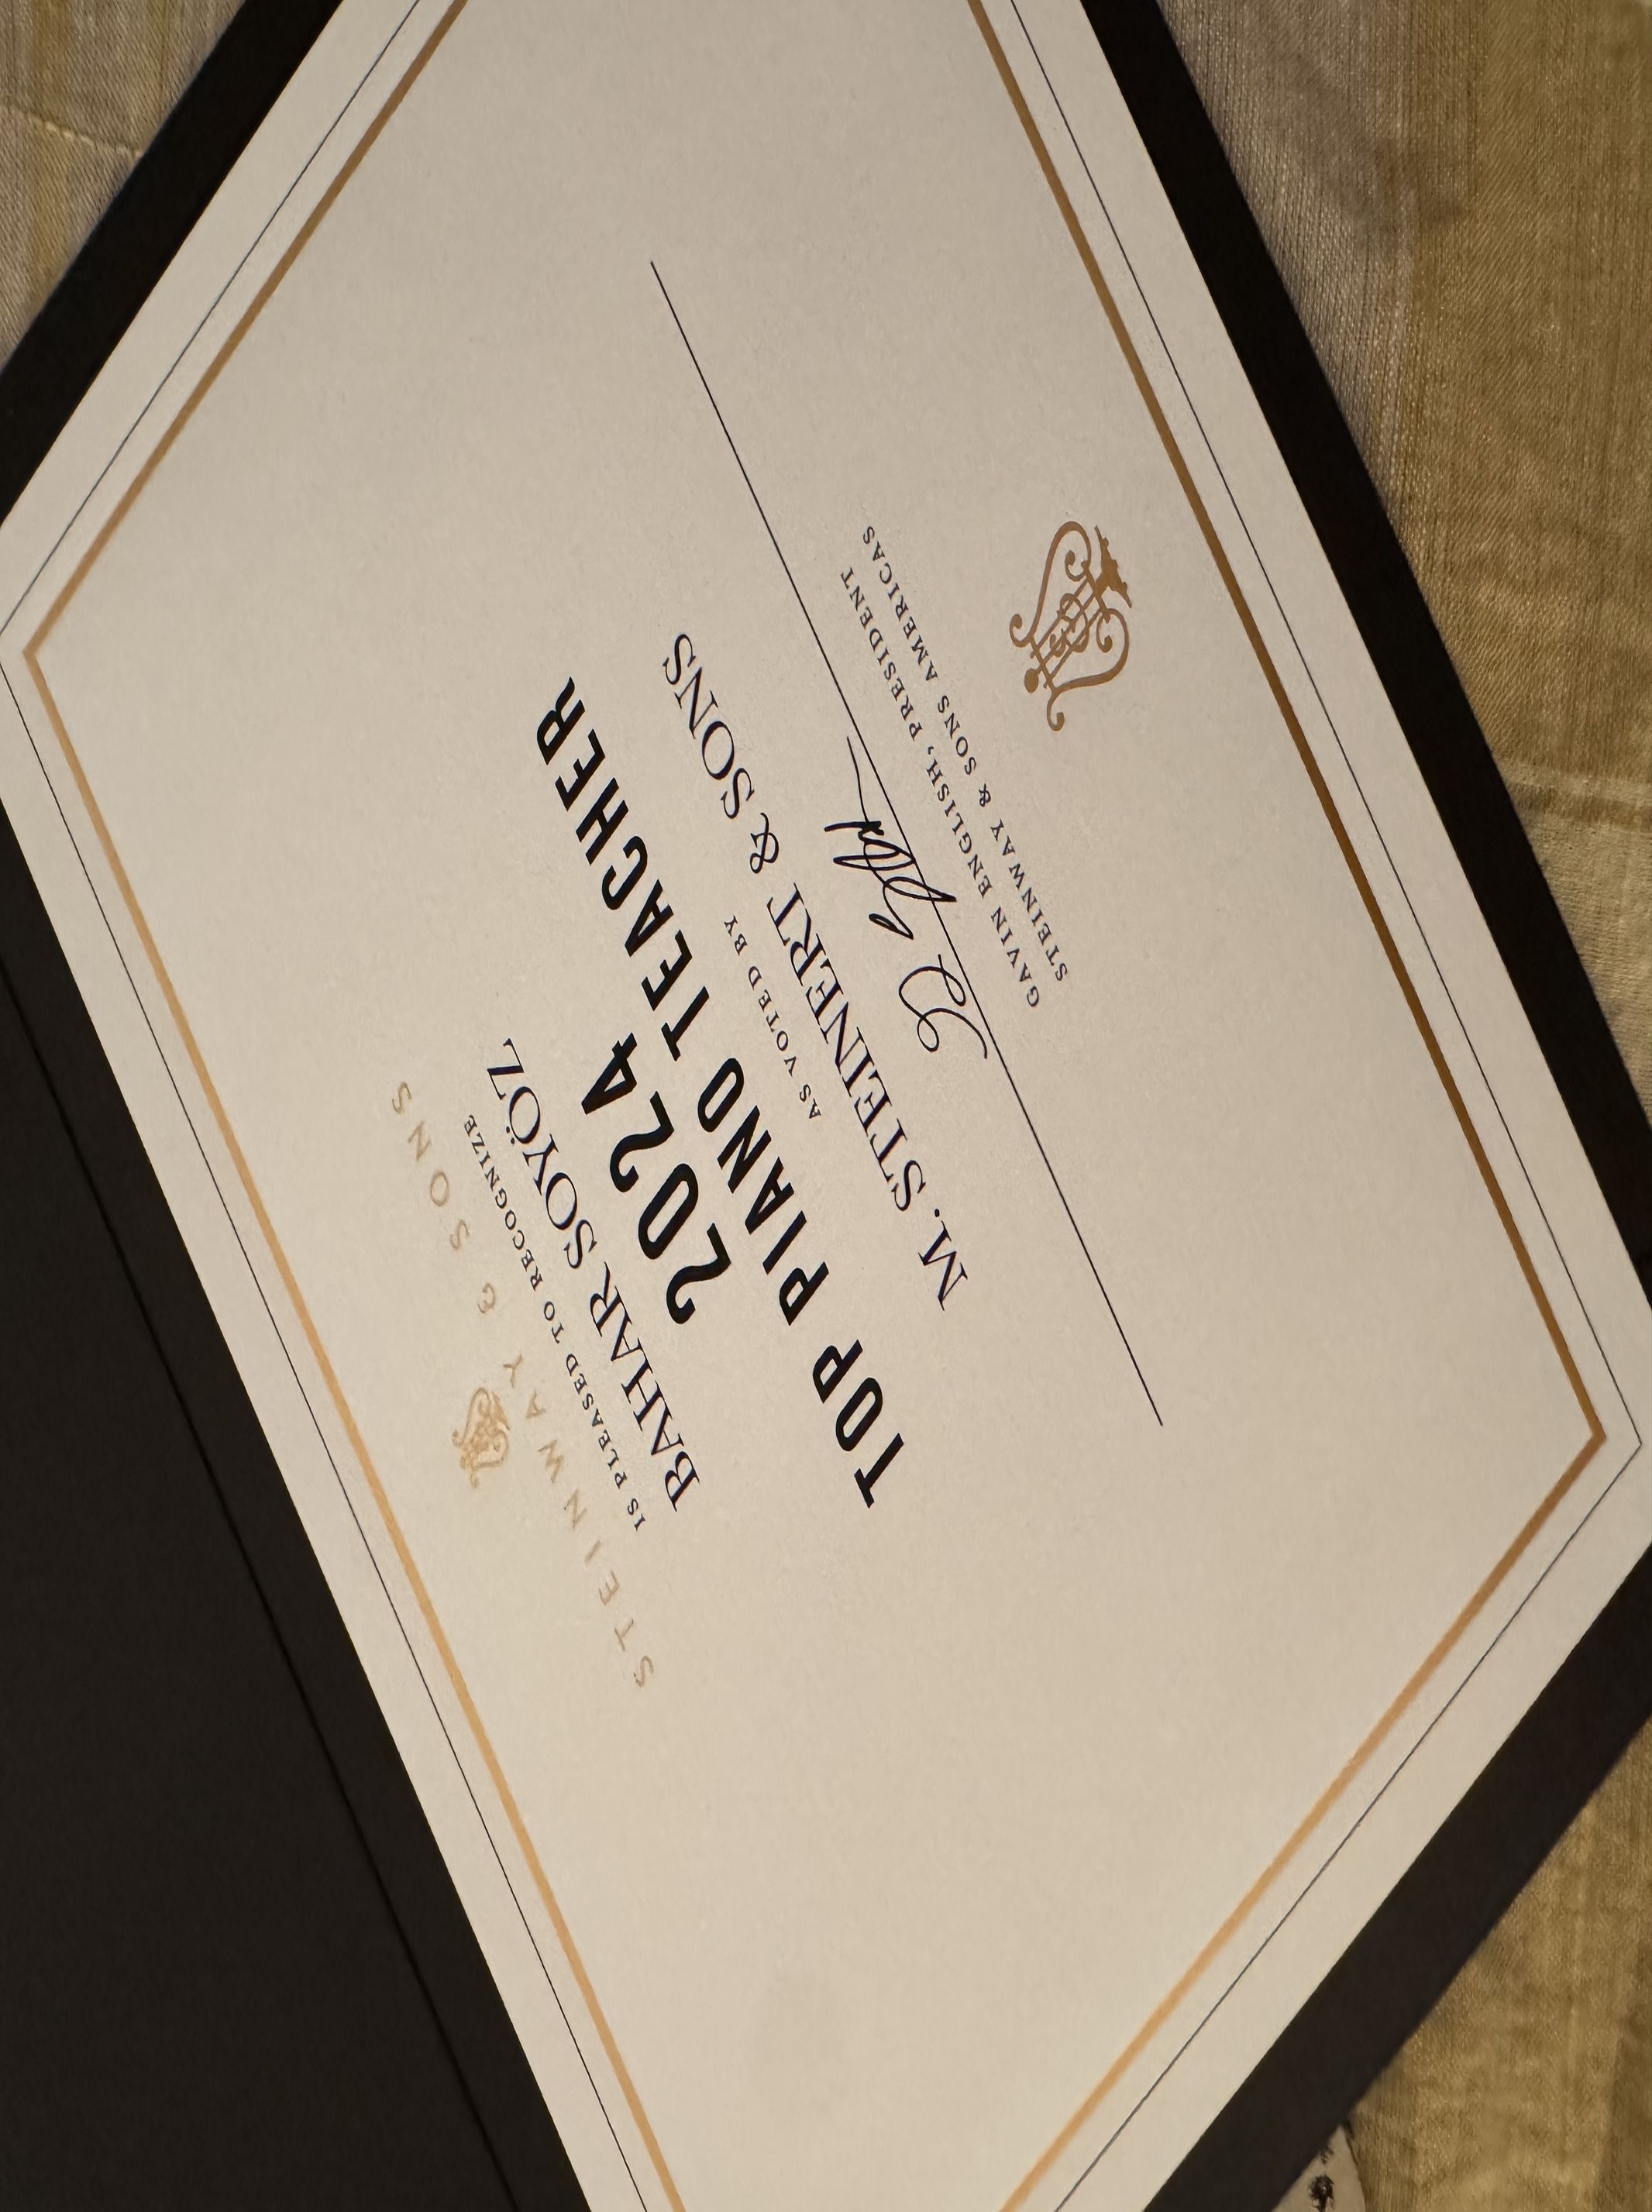 STEINWAY & SONS
IS PLEASED TO RECOGNIZE
BAHAR SOYÖZ
2024
TOP PIANO TEACHER
AS VOTED BY
M. STEINERT & SONS
GAVIN ENGLISH, PRESIDENT
STEINWAY & SONS AMERICAS